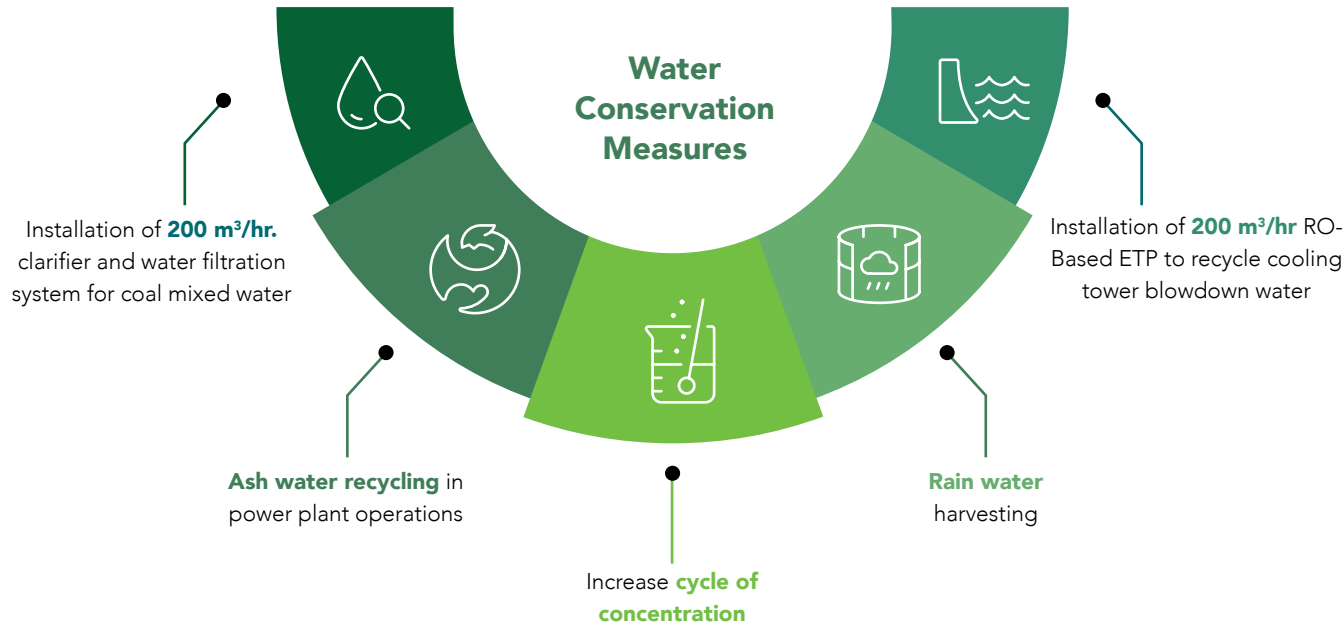 Water
Conservation
Measures
Installation of 200 m³/hr.
clarifier and water filtration
system for coal mixed water
Ash water recycling in
power plant operations
Increase cycle of
concentration
Rain water
harvesting
Installation of 200 m³/hr RO-
Based ETP to recycle cooling
tower blowdown water